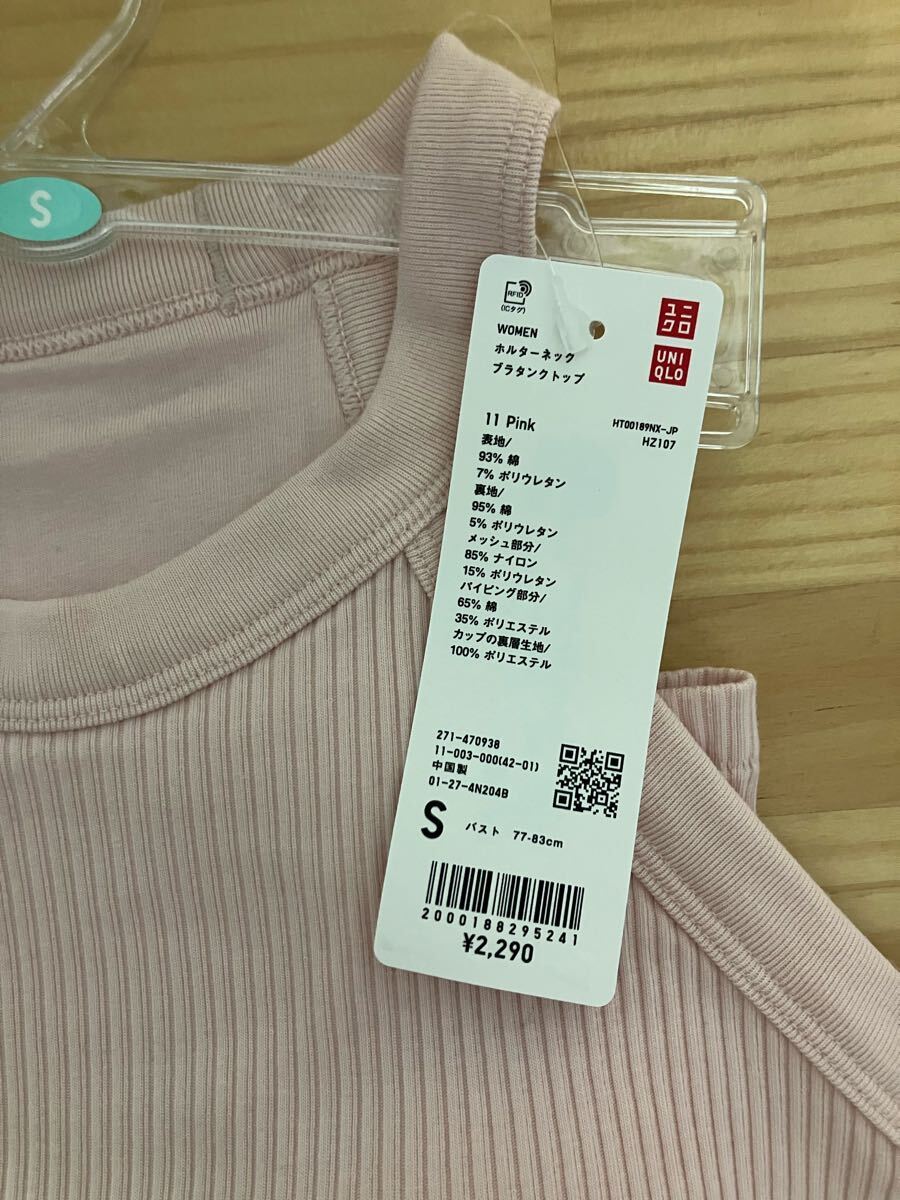 S
RFID
(ICタグ)
ユニ
クロ
UNI
QLO
WOMEN
ホルターネック
ブラタンクトップ
11 Pink
HT00189NX-JP
HZ107
表地/
93% 綿
7% ポリウレタン
裏地/
95% 綿
5% ポリウレタン
メッシュ部分/
85% ナイロン
15% ポリウレタン
パイピング部分/
65% 綿
35% ポリエステル
カップの裏層生地/
100% ポリエステル
271-470938
11-003-000(42-01)
中国製
01-27-4N204B
S バスト 77-83cm
2000188295241
¥2,290